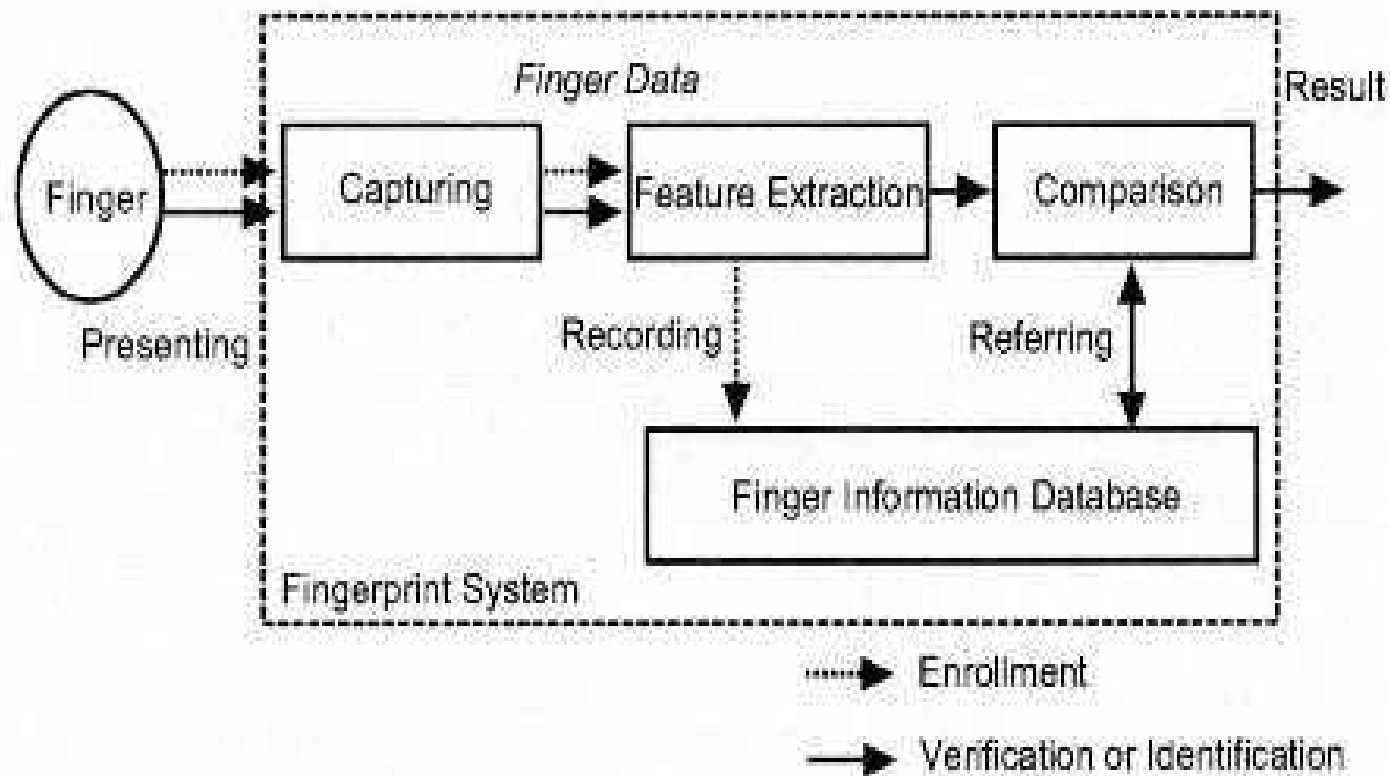 Finger Data
Result
Finger
Capturing
Feature Extraction
Comparison
Presenting
Recording
Referring
Finger Information Database
Fingerprint System
Enrollment
Verification or Identification